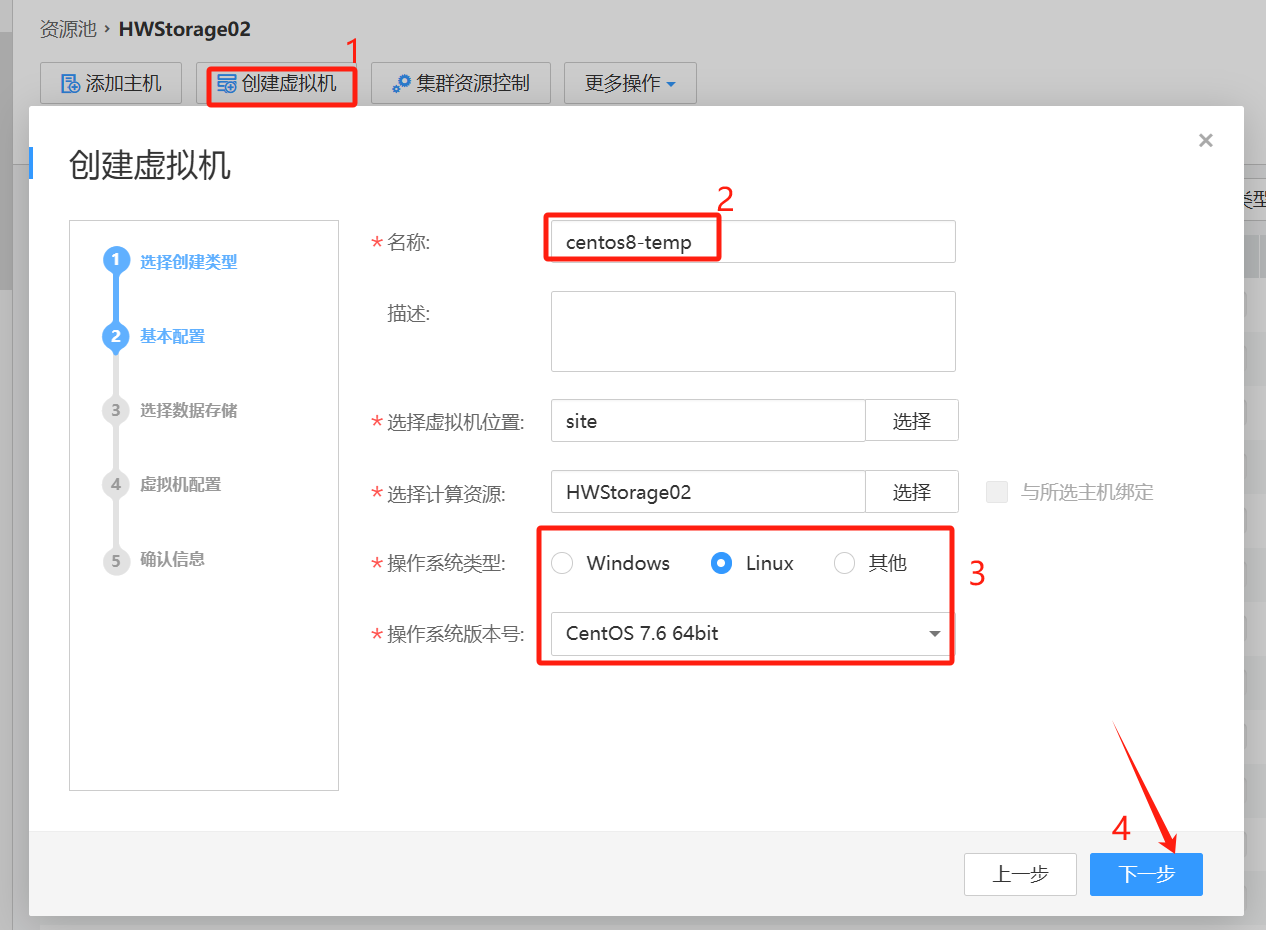 资源池 › HWStorage02
1
添加主机 创建虚拟机 集群资源控制 更多操作
×
创建虚拟机
类型
1 选择创建类型
2 基本配置
3 选择数据存储
4 虚拟机配置
5 确认信息
2
* 名称: centos8-temp
描述:
* 选择虚拟机位置: site 选择
* 选择计算资源: HWStorage02 选择 与所选主机绑定
* 操作系统类型: Windows Linux 其他
3
* 操作系统版本号: CentOS 7.6 64bit
4
上一步 下一步